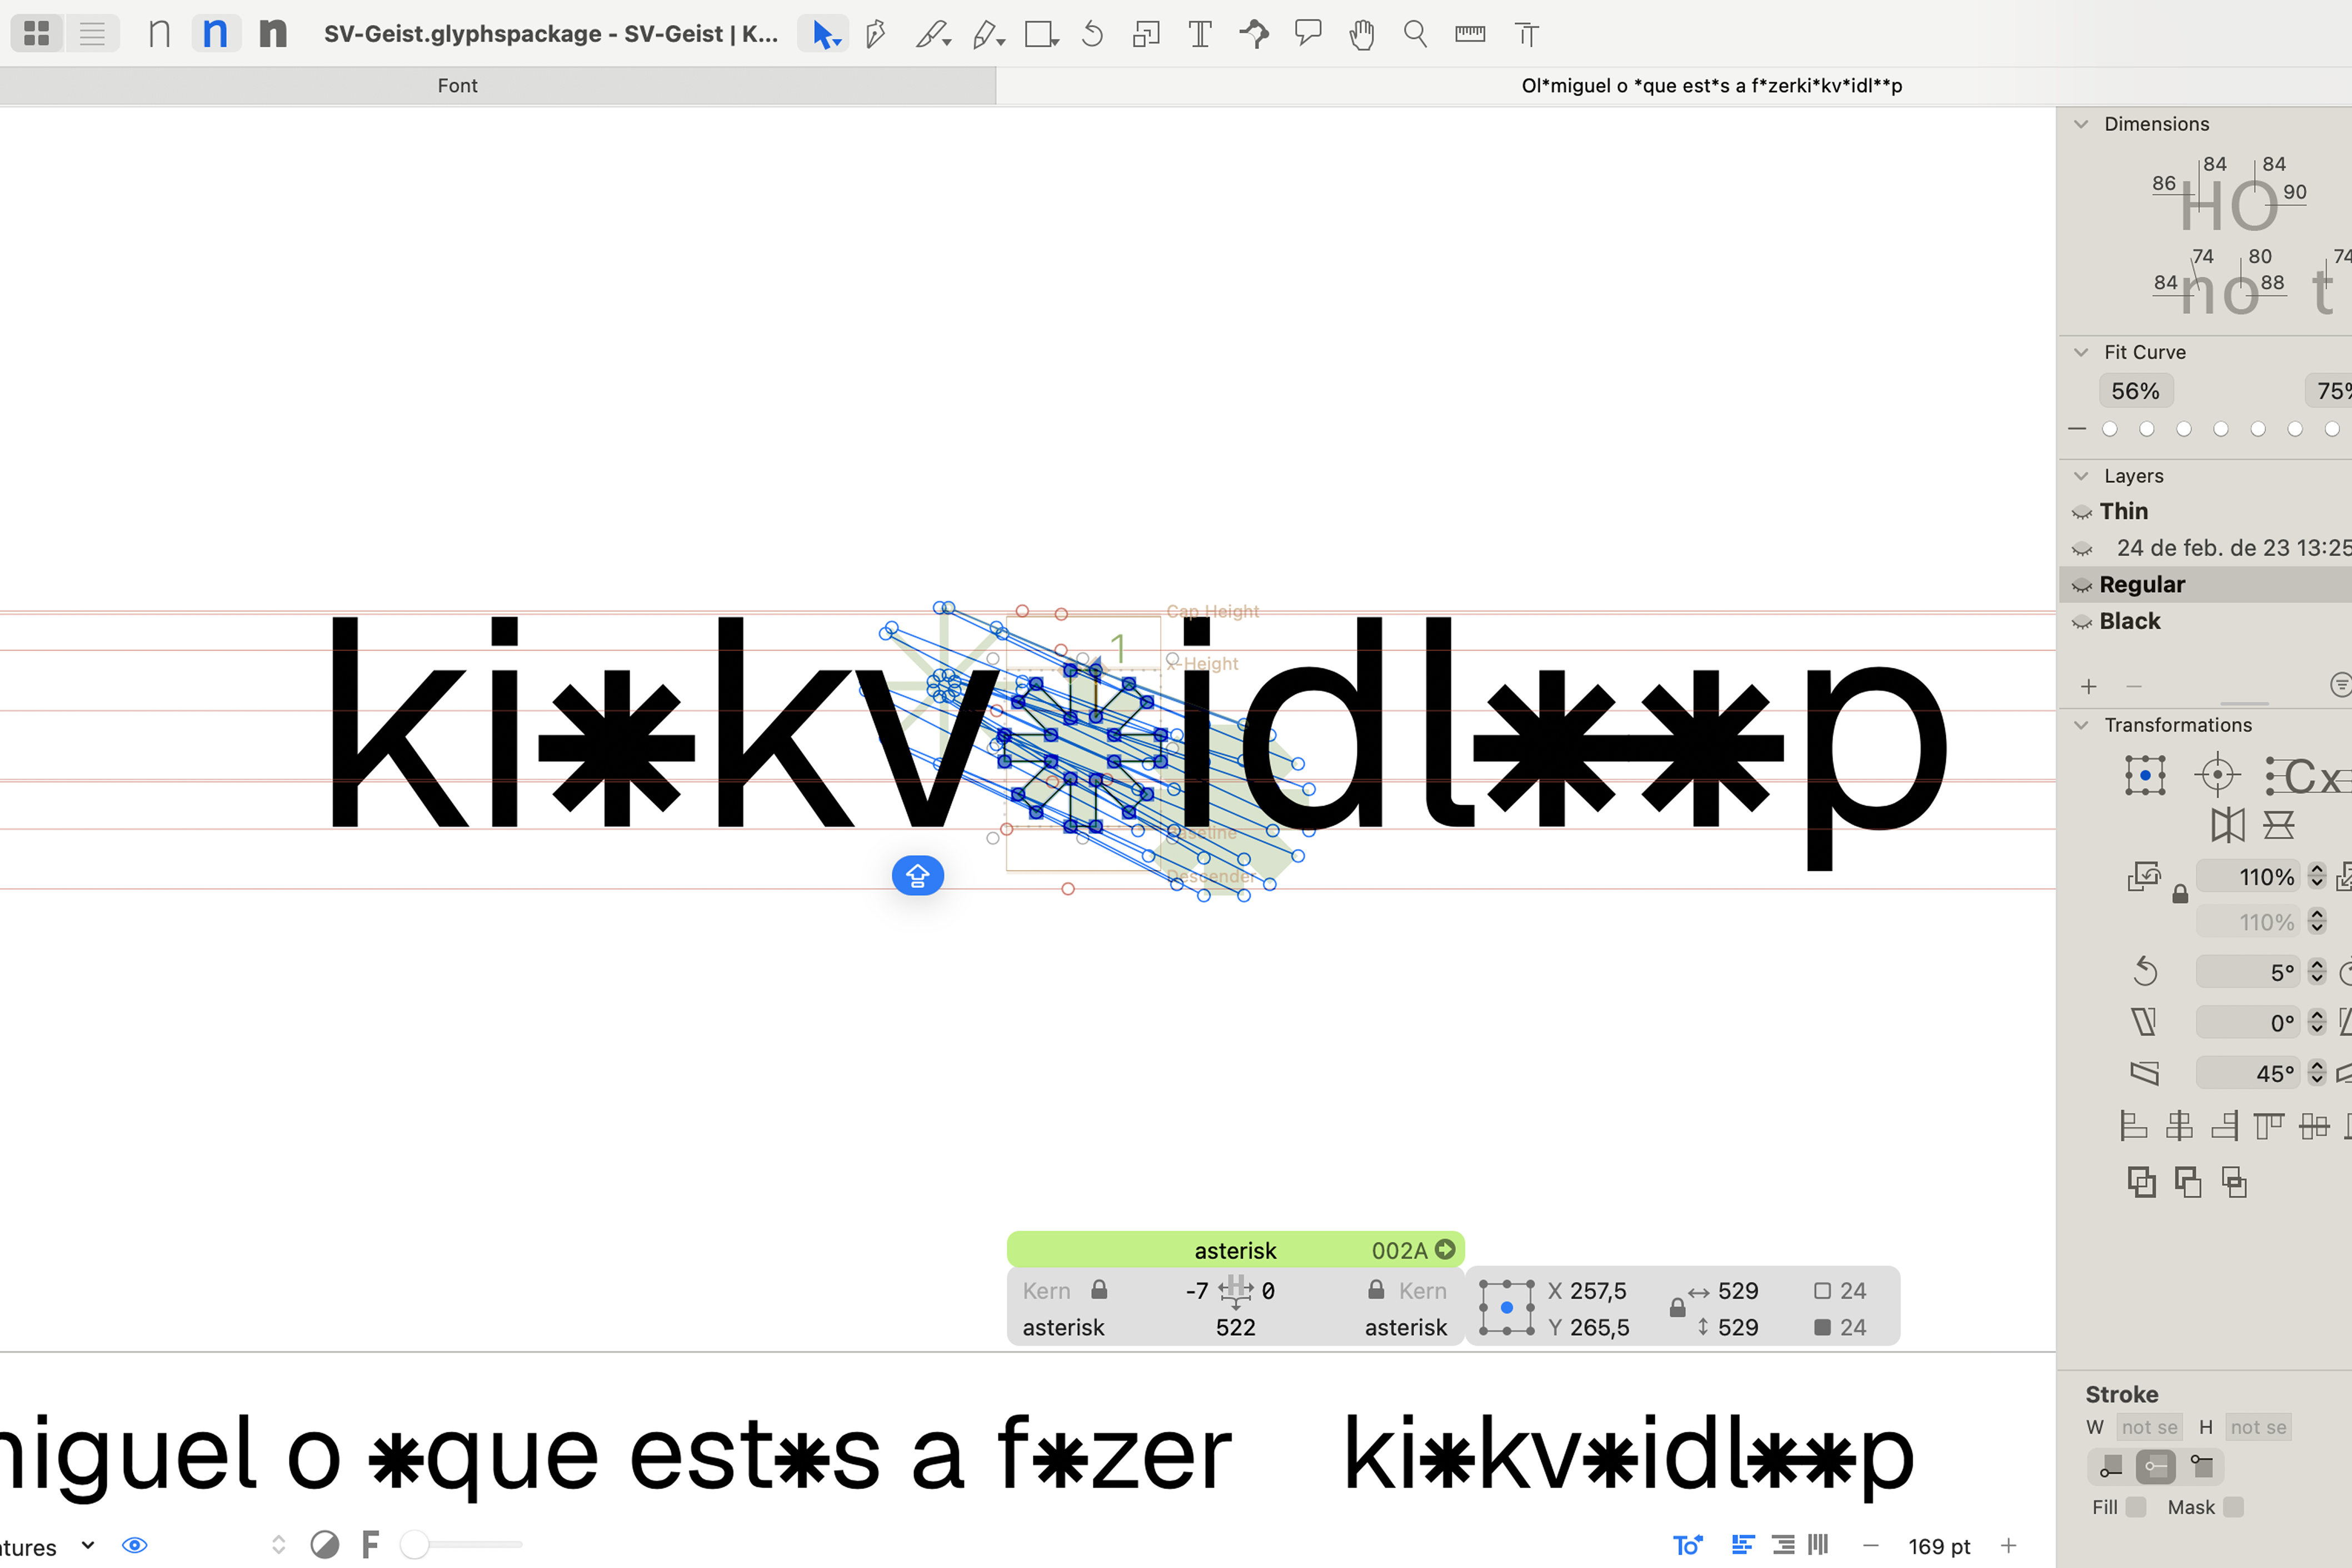 n n n SV-Geist.glyphspackage - SV-Geist | K... T
Font Ol*miguel o *que est*s a f*zerki*kv*idl**p
Dimensions
84 84
86 HO 90
74 80 74
84 no 88 t
Fit Curve
56% 75%
Layers
Thin
24 de feb. de 23 13:25
Regular
Black
Transformations
Cx
110%
110%
5°
0°
45°
Cap Height
1
x-Height
ki*kv*idl**p
Baseline
Descender
asterisk 002A
Kern -7 H 0 Kern
asterisk 522 asterisk
X 257,5 529 24
Y 265,5 529 24
miguel o *que est*s a f*zer ki*kv*idl**p
Stroke
W not se H not se
Fill Mask
tures F To 169 pt